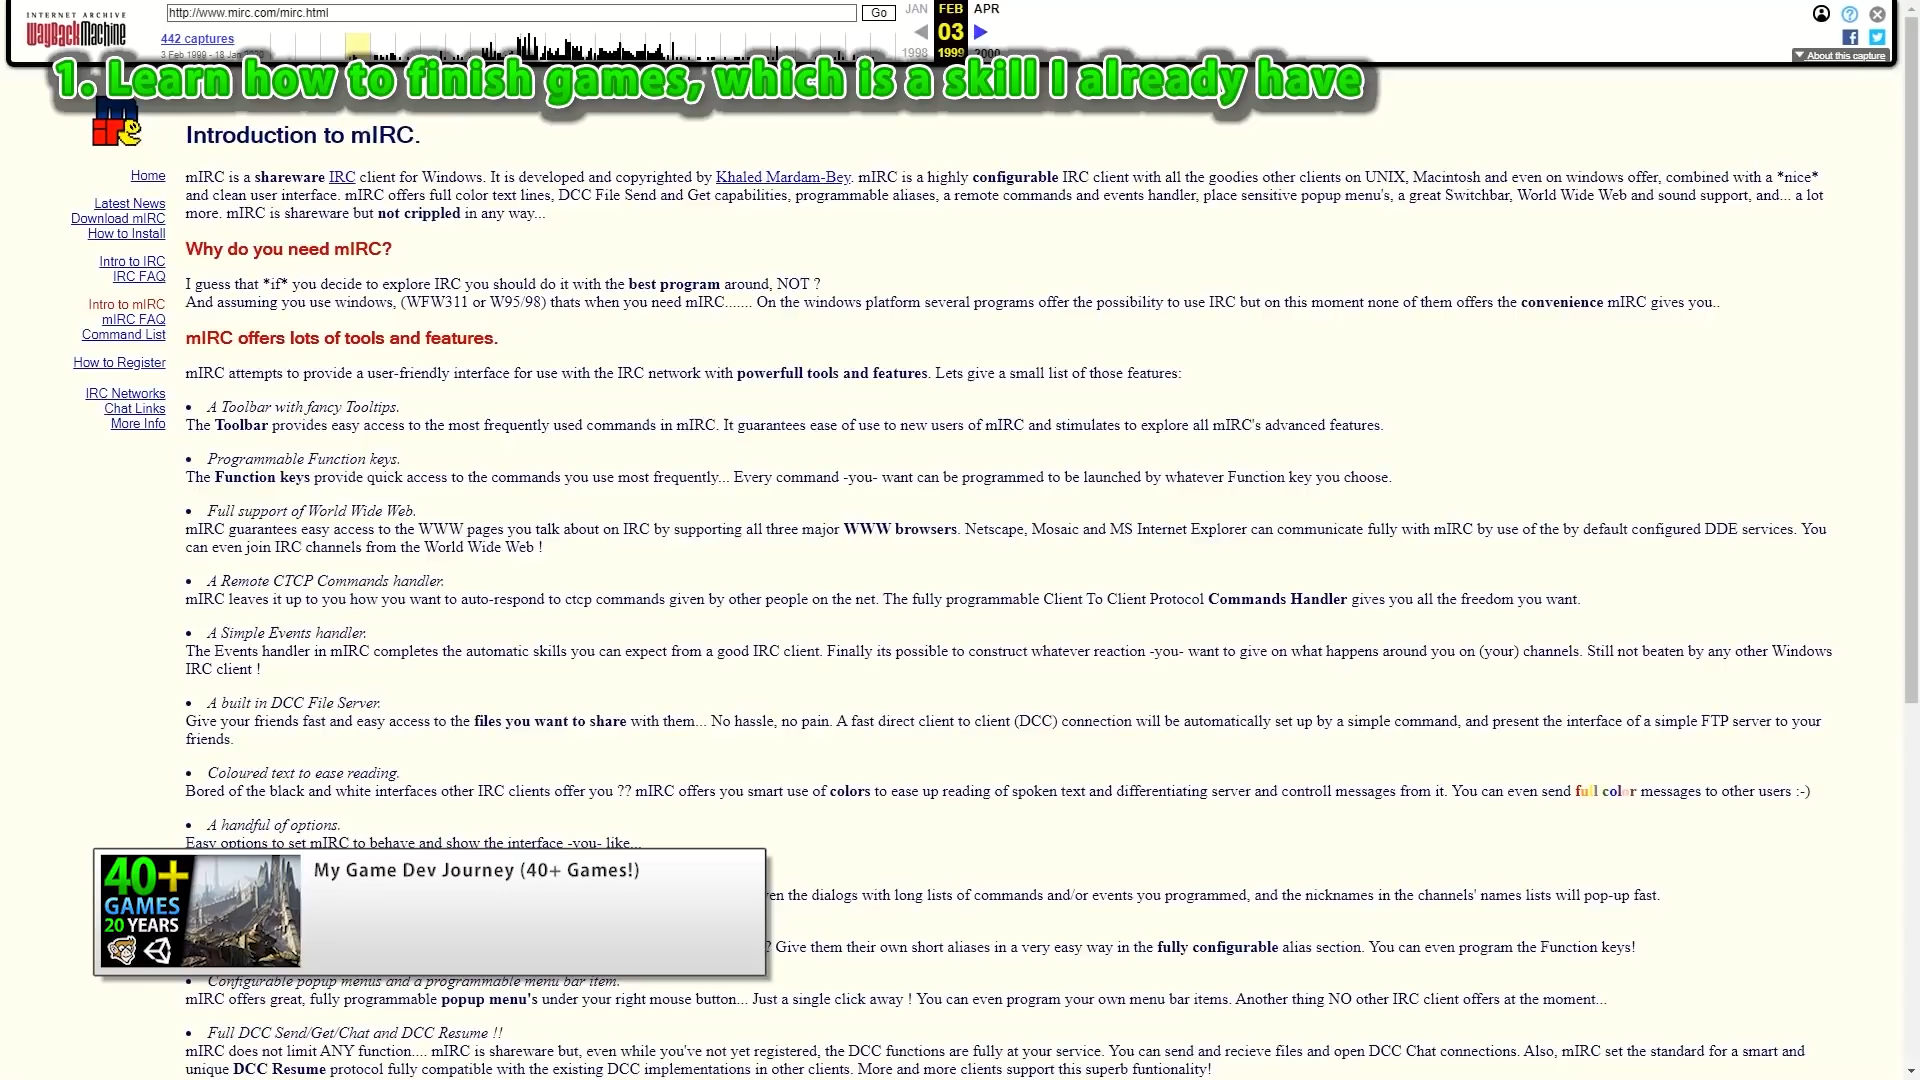 INTERNET ARCHIVE
WayBackMachine
http://www.mirc.com/mirc.html
Go
JAN
FEB
APR
442 captures
03
3 Feb 1999 - 18 Jan
1998
1999
2000
About this capture
1. Learn how to finish games, which is a skill I already have
Introduction to mIRC.
Home
Latest News
Download mIRC
How to Install
Intro to IRC
IRC FAQ
Intro to mIRC
mIRC FAQ
Command List
How to Register
IRC Networks
Chat Links
More Info
mIRC is a shareware IRC client for Windows. It is developed and copyrighted by Khaled Mardam-Bey. mIRC is a highly configurable IRC client with all the goodies other clients on UNIX, Macintosh and even on windows offer, combined with a *nice*
and clean user interface. mIRC offers full color text lines, DCC File Send and Get capabilities, programmable aliases, a remote commands and events handler, place sensitive popup menu's, a great Switchbar, World Wide Web and sound support, and... a lot
more. mIRC is shareware but not crippled in any way...
Why do you need mIRC?
I guess that *if* you decide to explore IRC you should do it with the best program around, NOT ?
And assuming you use windows, (WFW311 or W95/98) thats when you need mIRC....... On the windows platform several programs offer the possibility to use IRC but on this moment none of them offers the convenience mIRC gives you..
mIRC offers lots of tools and features.
mIRC attempts to provide a user-friendly interface for use with the IRC network with powerfull tools and features. Lets give a small list of those features:
• A Toolbar with fancy Tooltips.
The Toolbar provides easy access to the most frequently used commands in mIRC. It guarantees ease of use to new users of mIRC and stimulates to explore all mIRC's advanced features.
• Programmable Function keys.
The Function keys provide quick access to the commands you use most frequently... Every command -you- want can be programmed to be launched by whatever Function key you choose.
• Full support of World Wide Web.
mIRC guarantees easy access to the WWW pages you talk about on IRC by supporting all three major WWW browsers. Netscape, Mosaic and MS Internet Explorer can communicate fully with mIRC by use of the by default configured DDE services. You
can even join IRC channels from the World Wide Web !
• A Remote CTCP Commands handler.
mIRC leaves it up to you how you want to auto-respond to ctcp commands given by other people on the net. The fully programmable Client To Client Protocol Commands Handler gives you all the freedom you want.
• A Simple Events handler.
The Events handler in mIRC completes the automatic skills you can expect from a good IRC client. Finally its possible to construct whatever reaction -you- want to give on what happens around you on (your) channels. Still not beaten by any other Windows
IRC client !
• A built in DCC File Server.
Give your friends fast and easy access to the files you want to share with them... No hassle, no pain. A fast direct client to client (DCC) connection will be automatically set up by a simple command, and present the interface of a simple FTP server to your
friends.
• Coloured text to ease reading.
Bored of the black and white interfaces other IRC clients offer you ?? mIRC offers you smart use of colors to ease up reading of spoken text and differentiating server and controll messages from it. You can even send full color messages to other users :-)
• A handful of options.
Easy options to set mIRC to behave and show the interface -you- like...
40+
GAMES
20 YEARS
My Game Dev Journey (40+ Games!)
en the dialogs with long lists of commands and/or events you programmed, and the nicknames in the channels' names lists will pop-up fast.
? Give them their own short aliases in a very easy way in the fully configurable alias section. You can even program the Function keys!
• Configurable popup menus and a programmable menu bar item.
mIRC offers great, fully programmable popup menu's under your right mouse button... Just a single click away ! You can even program your own menu bar items. Another thing NO other IRC client offers at the moment...
• Full DCC Send/Get/Chat and DCC Resume !!
mIRC does not limit ANY function.... mIRC is shareware but, even while you've not yet registered, the DCC functions are fully at your service. You can send and recieve files and open DCC Chat connections. Also, mIRC set the standard for a smart and
unique DCC Resume protocol fully compatible with the existing DCC implementations in other clients. More and more clients support this superb funtionality!